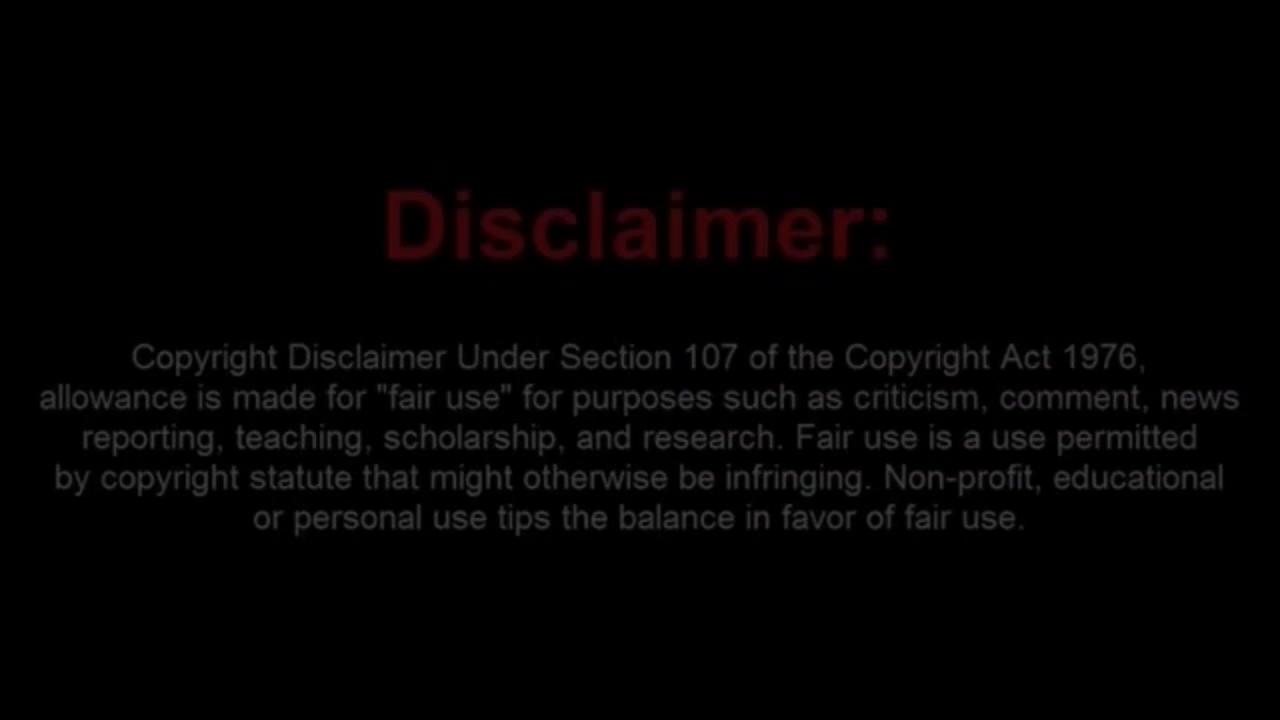 Disclaimer:
Copyright Disclaimer Under Section 107 of the Copyright Act 1976,
allowance is made for "fair use" for purposes such as criticism, comment, news
reporting, teaching, scholarship, and research. Fair use is a use permitted
by copyright statute that might otherwise be infringing. Non-profit, educational
or personal use tips the balance in favor of fair use.